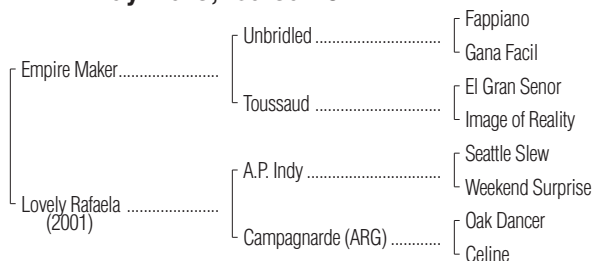 Fappiano
Unbridled
Gana Facil
Empire Maker
El Gran Senor
Toussaud
Image of Reality
Seattle Slew
A.P. Indy
Weekend Surprise
Lovely Rafaela
(2001)
Oak Dancer
Campagnarde (ARG)
Celine